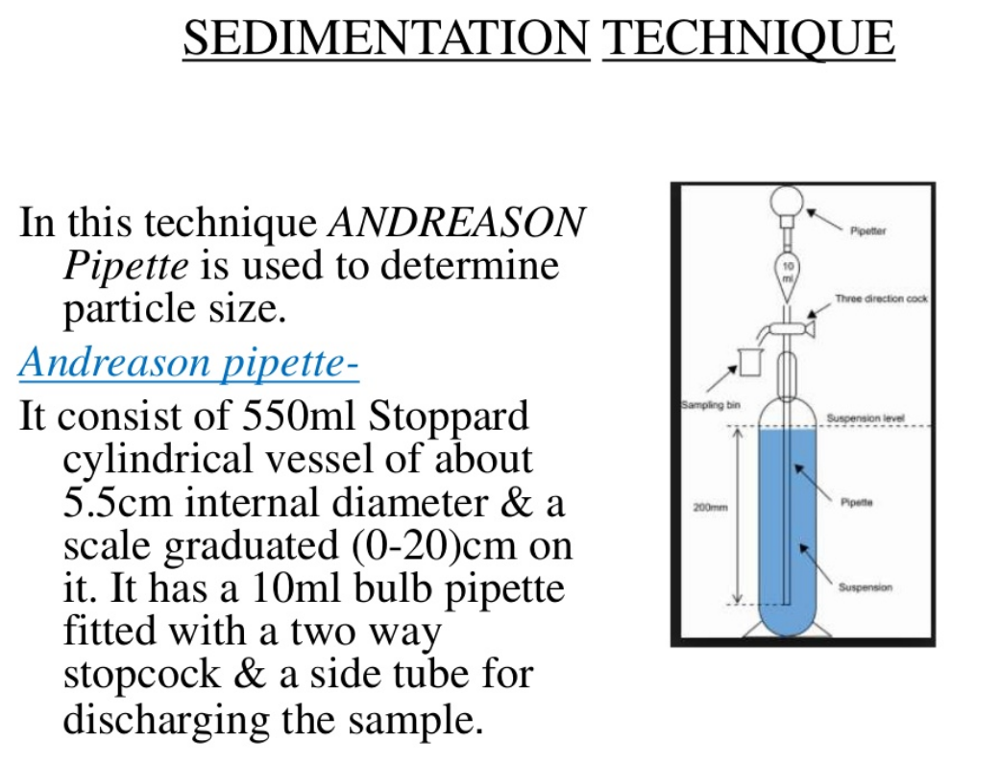 SEDIMENTATION TECHNIQUE
In this technique ANDREASON
Pipette is used to determine
particle size.
Andreason pipette-
It consist of 550ml Stoppard
cylindrical vessel of about
5.5cm internal diameter & a
scale graduated (0-20)cm on
it. It has a 10ml bulb pipette
fitted with a two way
stopcock & a side tube for
discharging the sample.
Pipetter
10
ml
Three direction cock
Sampling bin
Suspension level
200mm
Pipette
Suspension